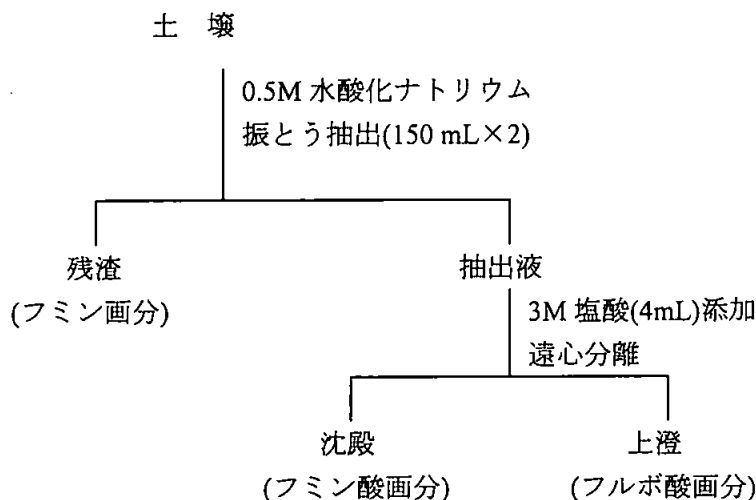 土 壌
0.5M 水酸化ナトリウム
振とう抽出(150 mL×2)
残渣
(フミン画分)
抽出液
3M 塩酸(4mL)添加
遠心分離
沈殿
(フミン酸画分)
上澄
(フルボ酸画分)